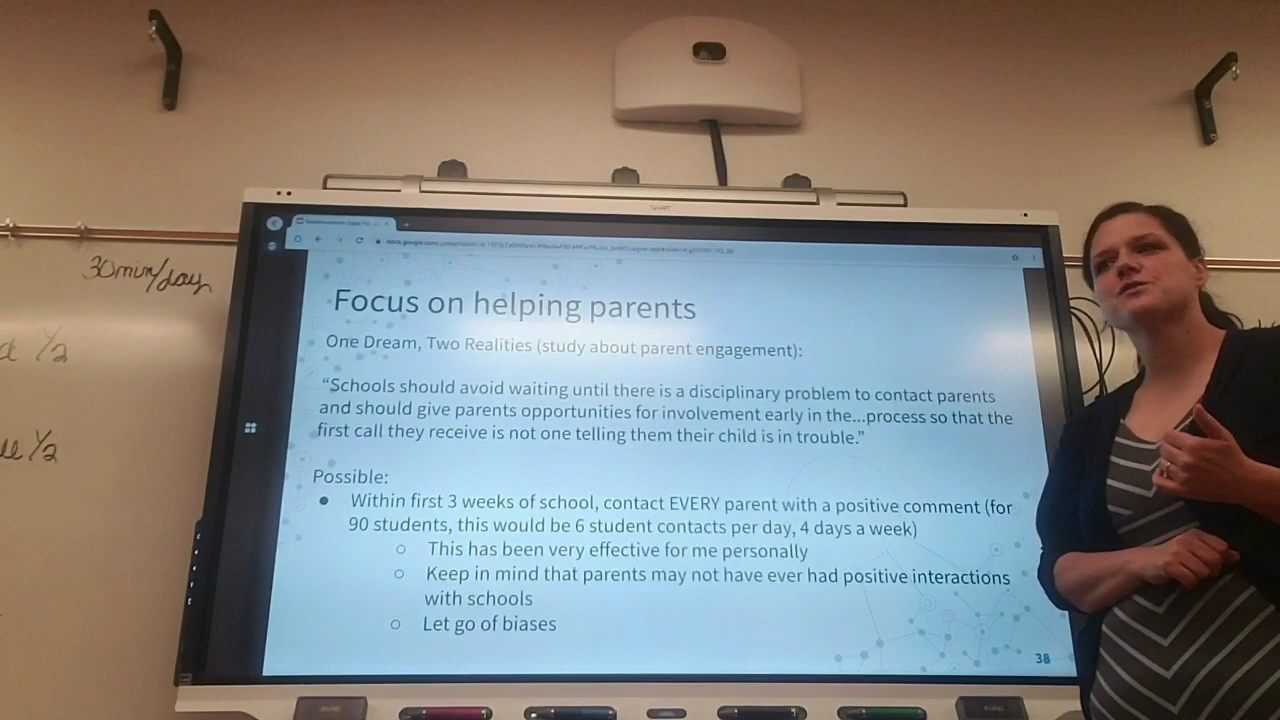 SMART
30min/day
1/2
1/2
Focus on helping parents
One Dream, Two Realities (study about parent engagement):
“Schools should avoid waiting until there is a disciplinary problem to contact parents
and should give parents opportunities for involvement early in the...process so that the
first call they receive is not one telling them their child is in trouble.”
Possible:
● Within first 3 weeks of school, contact EVERY parent with a positive comment (for
90 students, this would be 6 student contacts per day, 4 days a week)
○ This has been very effective for me personally
○ Keep in mind that parents may not have ever had positive interactions
with schools
○ Let go of biases
38